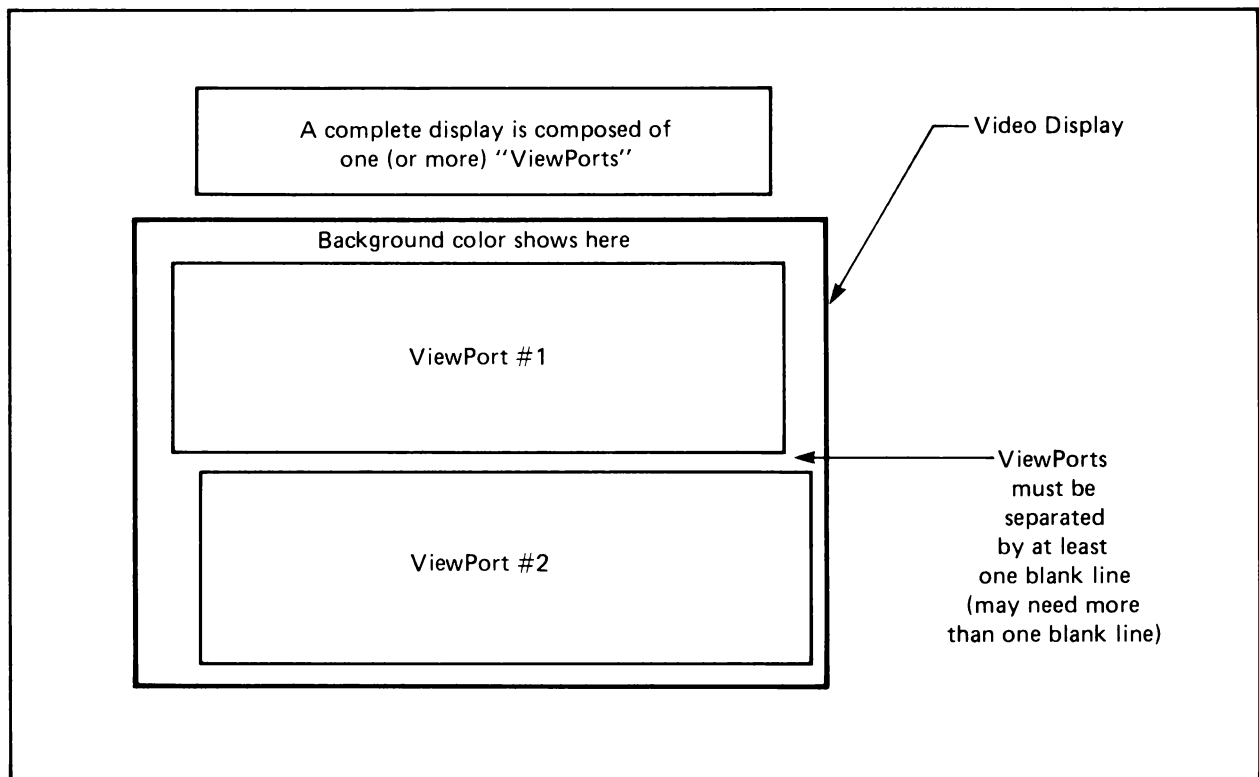 A complete display is composed of
one (or more) "ViewPorts"
Video Display
Background color shows here
ViewPort #1
ViewPorts
must be
separated
by at least
one blank line
(may need more
than one blank line)
ViewPort #2